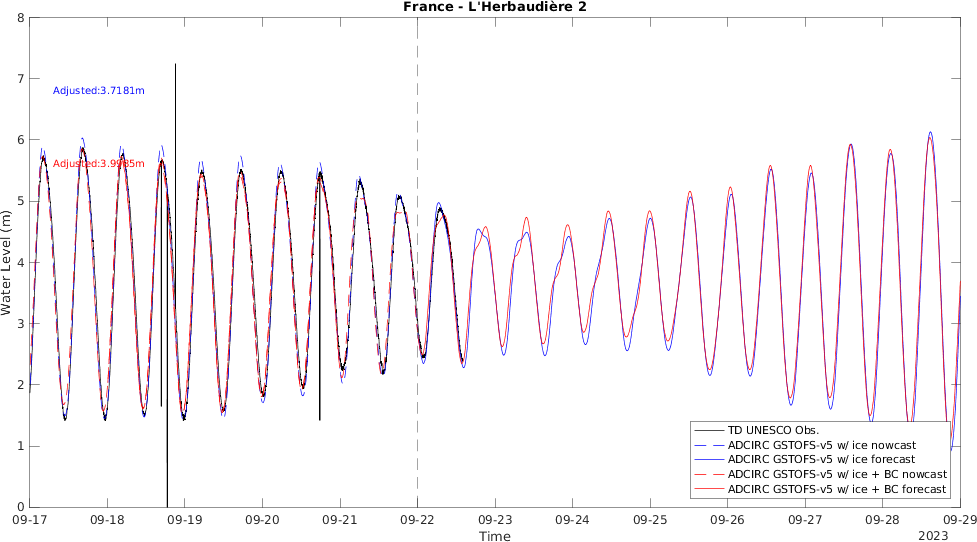 France - L'Herbaudière 2
8
7
6
5
4
3
2
1
0
Water Level (m)
Adjusted:3.7181m
Adjusted:3.9985m
TD UNESCO Obs.
ADCIRC GSTOFS-v5 w/ ice nowcast
ADCIRC GSTOFS-v5 w/ ice forecast
ADCIRC GSTOFS-v5 w/ ice + BC nowcast
ADCIRC GSTOFS-v5 w/ ice + BC forecast
09-17 09-18 09-19 09-20 09-21 09-22 09-23 09-24 09-25 09-26 09-27 09-28 09-29
Time
2023